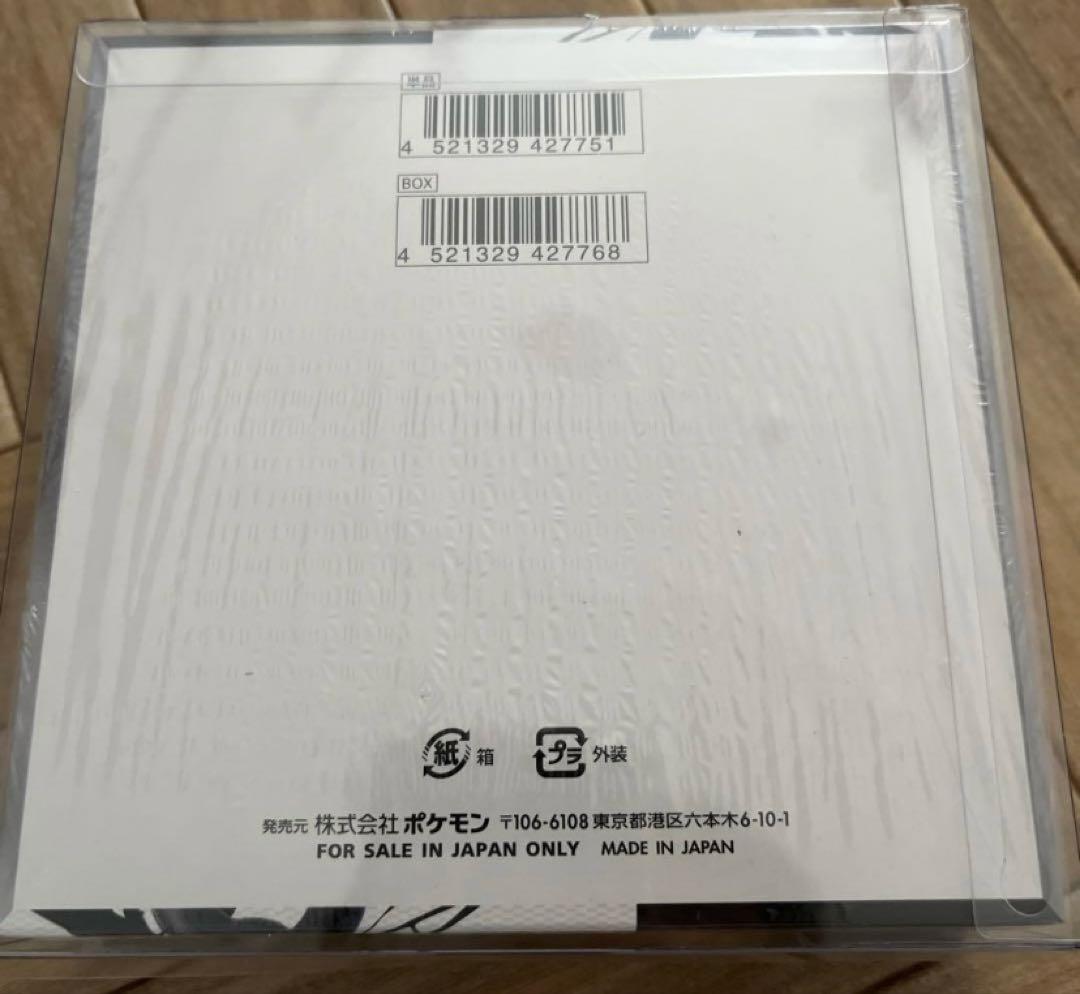 単品
4 521329 427751
BOX
4 521329 427768
紙 箱 プラ 外装
発売元 株式会社 ポケモン 〒106-6108 東京都港区六本木6-10-1
FOR SALE IN JAPAN ONLY MADE IN JAPAN